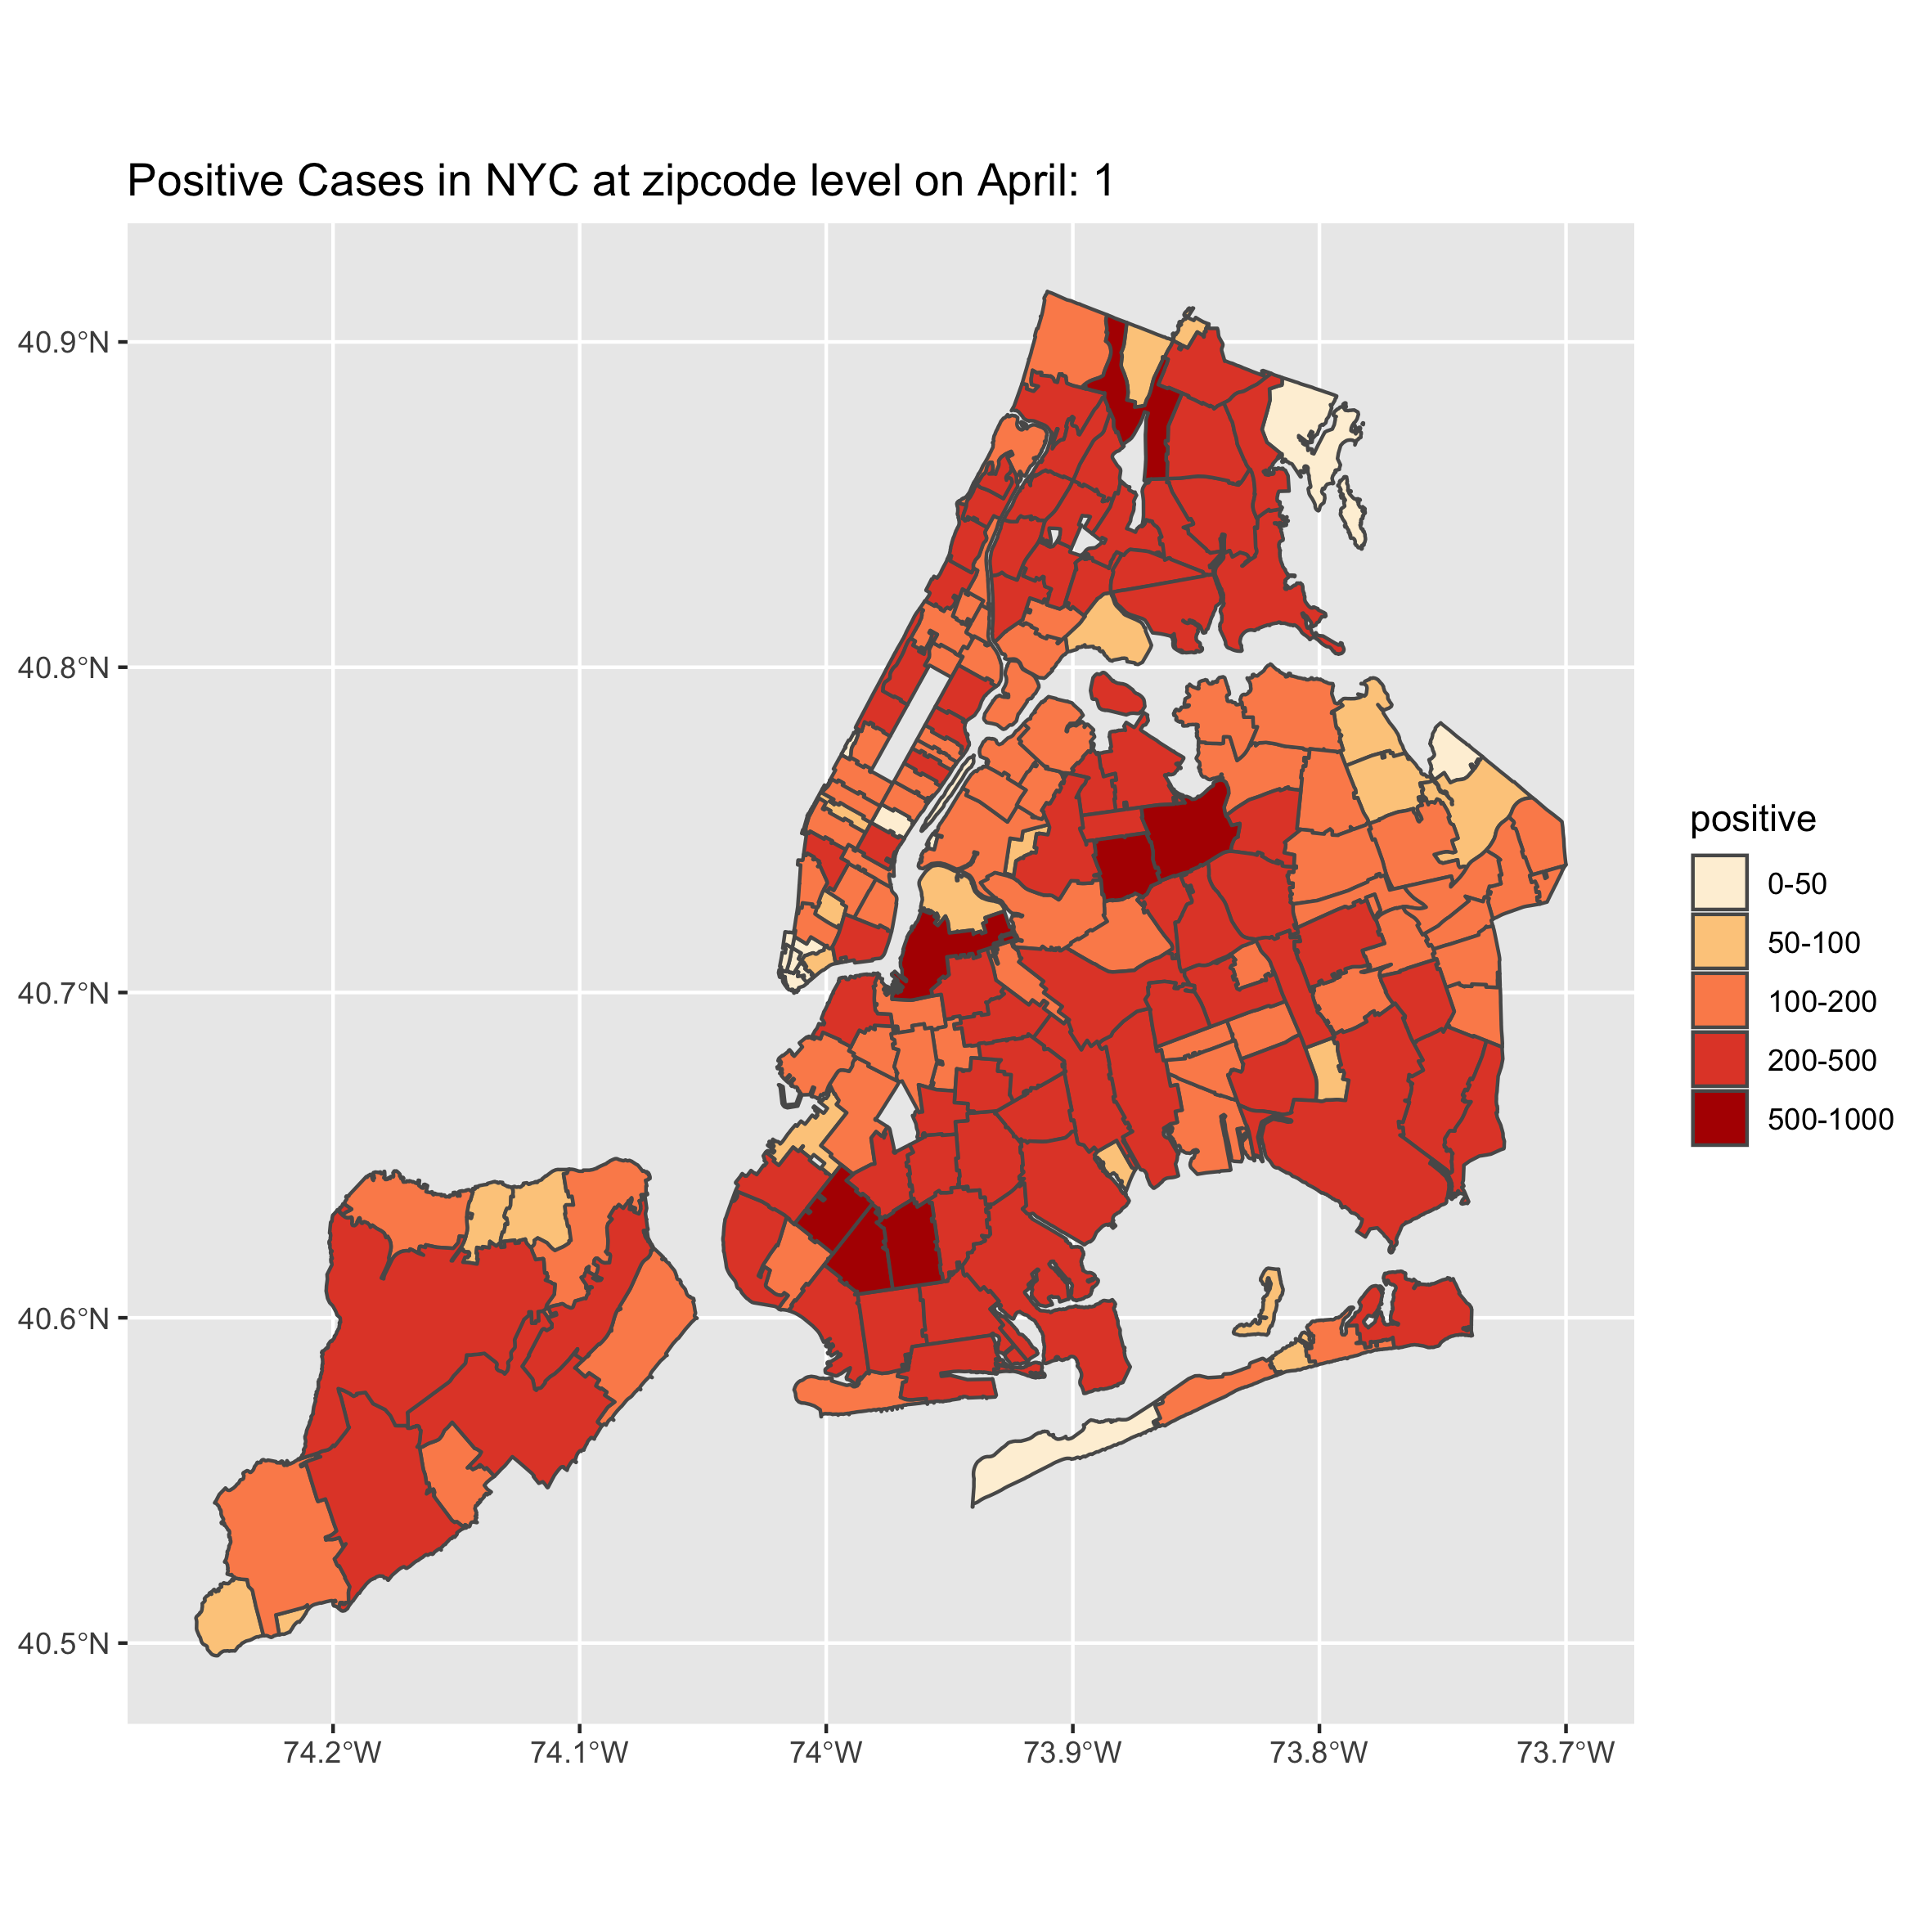 Positive Cases in NYC at zipcode level on April: 1
40.9°N
40.8°N
40.7°N
40.6°N
40.5°N
74.2°W
74.1°W
74°W
73.9°W
73.8°W
73.7°W
positive
0-50
50-100
100-200
200-500
500-1000